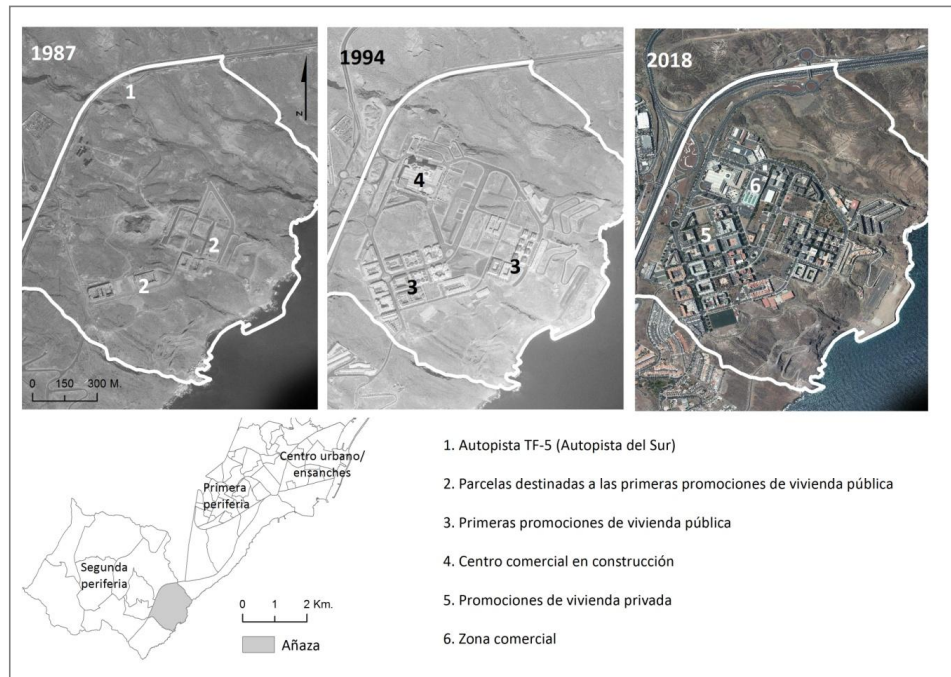 1987
1
N
2
2
0 150 300 M.
1994
4
3
3
2018
6
5
Centro urbano/
ensanches
Primera
periferia
Segunda
periferia
0 1 2 Km.
Añaza
1. Autopista TF-5 (Autopista del Sur)
2. Parcelas destinadas a las primeras promociones de vivienda pública
3. Primeras promociones de vivienda pública
4. Centro comercial en construcción
5. Promociones de vivienda privada
6. Zona comercial